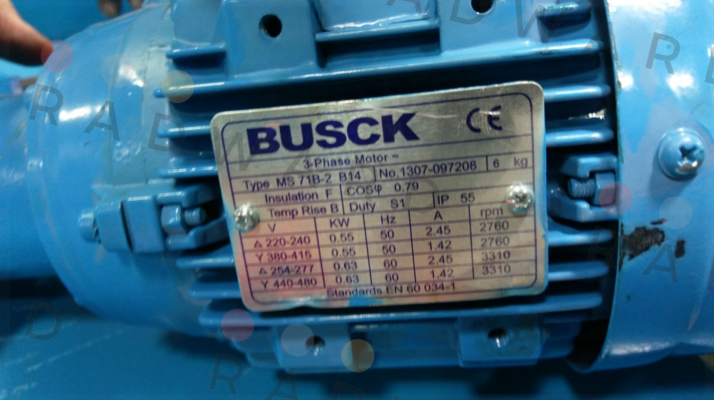 BUSCK CE
3-Phase Motor ~
Type MS 71B-2 B14 No.1307-097208 6 kg
Insulation F COSφ 0.79
Temp Rise B Duty S1 IP 55
V KW Hz A rpm
Δ 220-240 0.55 50 2.45 2760
Y 380-415 0.55 50 1.42 2760
Δ 254-277 0.63 60 2.45 3310
Y 440-480 0.63 60 1.42 3310
Standards EN 60 034-1